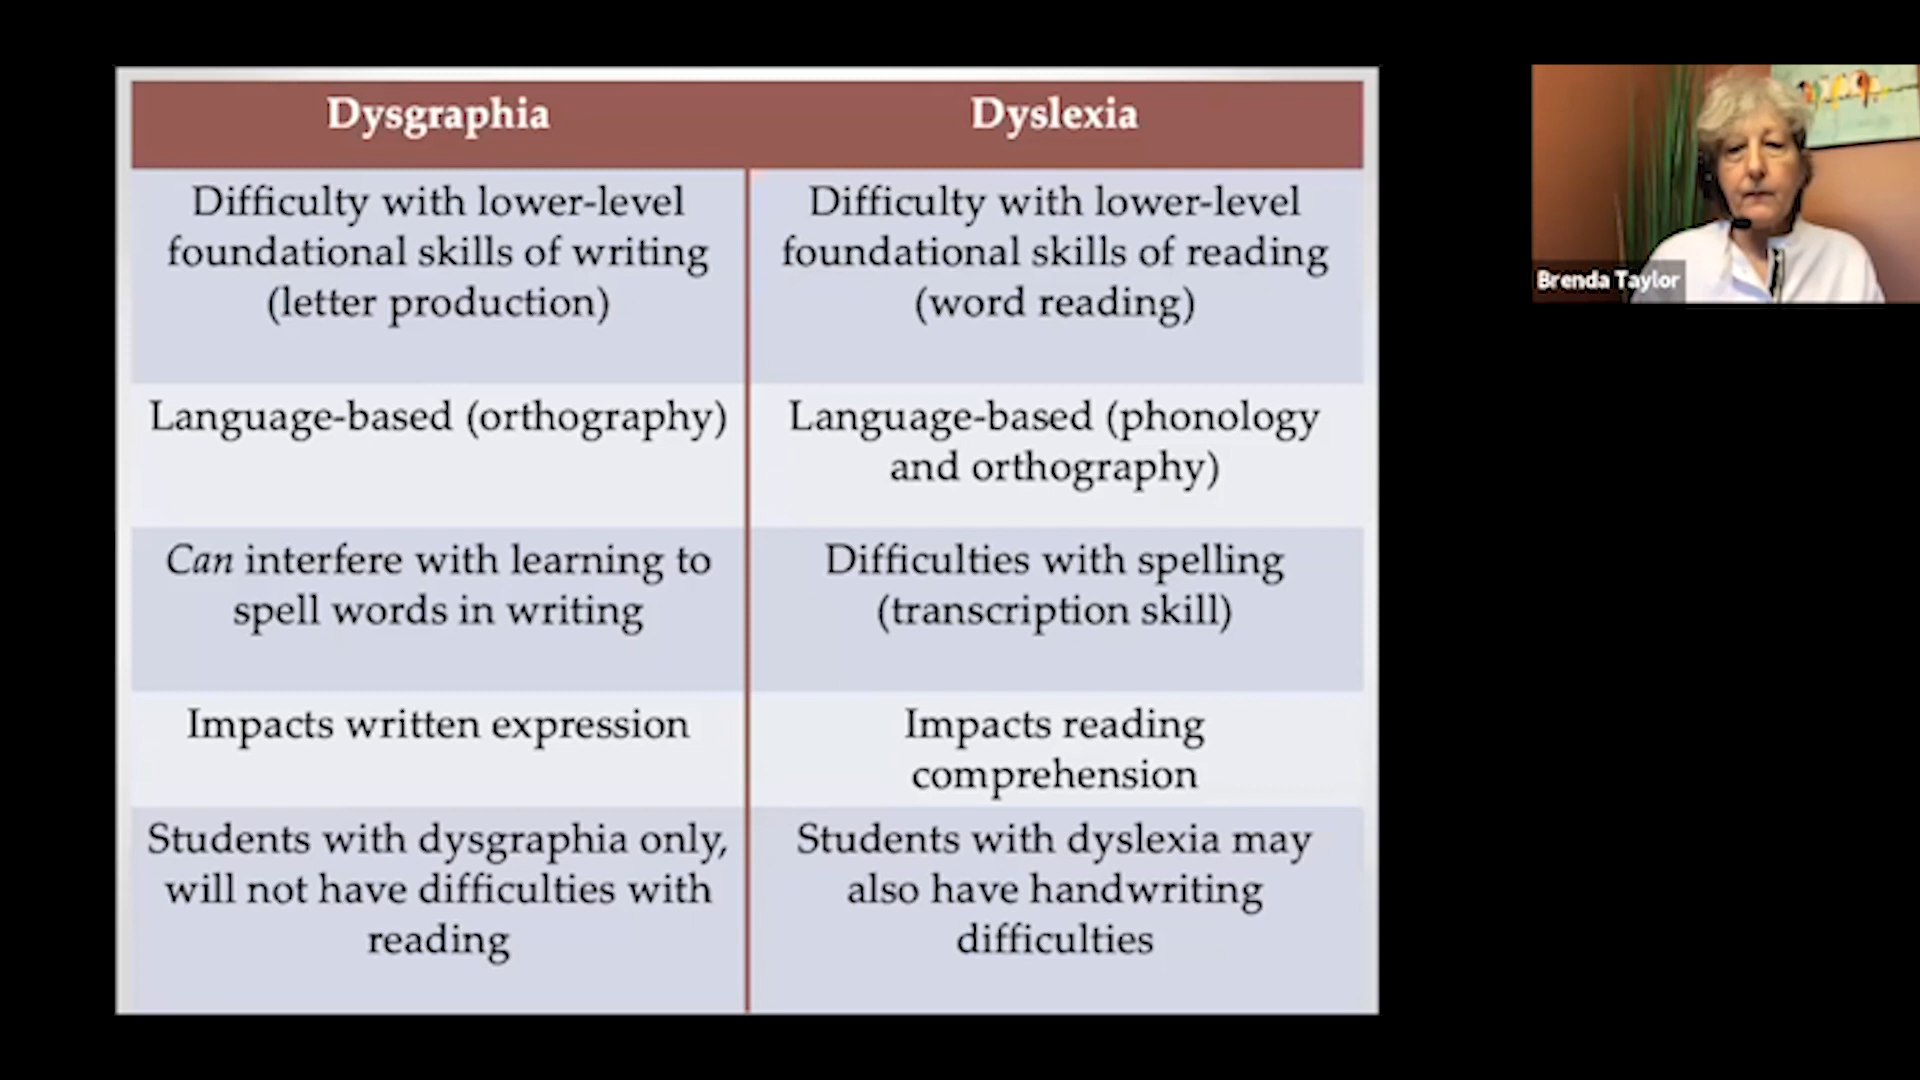 Dysgraphia
Dyslexia
Difficulty with lower-level
foundational skills of writing
(letter production)
Difficulty with lower-level
foundational skills of reading
(word reading)
Language-based (orthography)
Language-based (phonology
and orthography)
Can interfere with learning to
spell words in writing
Difficulties with spelling
(transcription skill)
Impacts written expression
Impacts reading
comprehension
Students with dysgraphia only,
will not have difficulties with
reading
Students with dyslexia may
also have handwriting
difficulties
Brenda Taylor